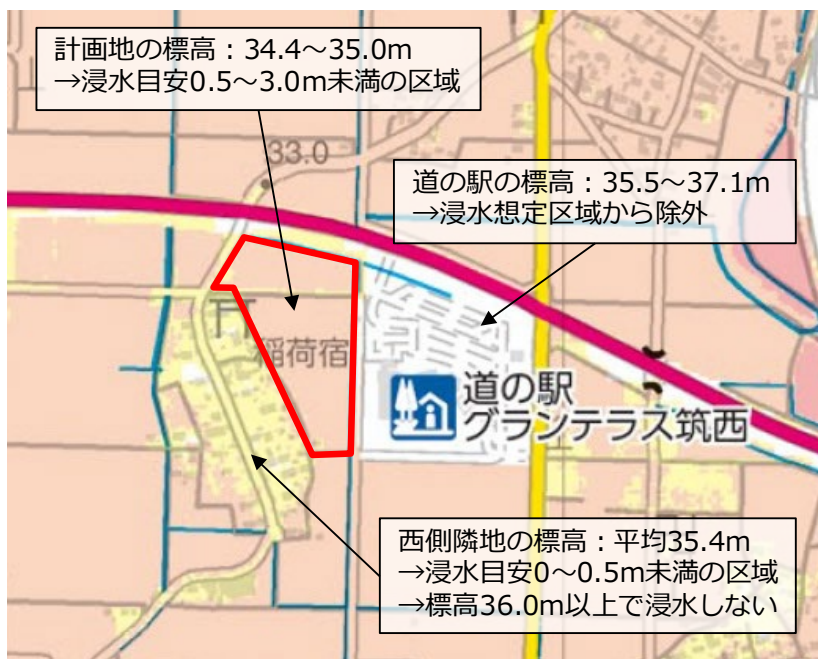 計画地の標高：34.4～35.0m
→浸水目安0.5～3.0m未満の区域
33.0
道の駅の標高：35.5～37.1m
→浸水想定区域から除外
稲荷宿
道の駅
グランテラス筑西
西側隣地の標高：平均35.4m
→浸水目安0～0.5m未満の区域
→標高36.0m以上で浸水しない